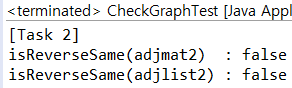 <terminated> CheckGraphTest [Java Appl
[Task 2]
isReverseSame(adjmat2)  : false
isReverseSame(adjlist2) : false